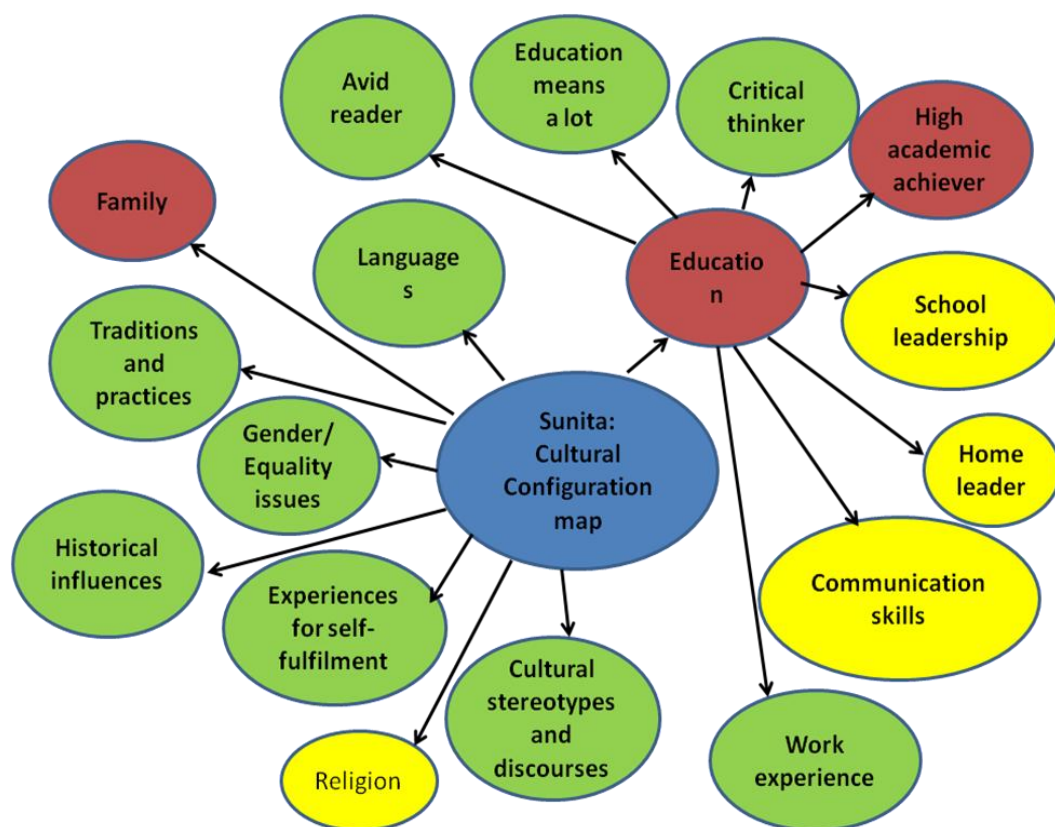 Avid
reader
Education
means
a lot
Critical
thinker
High
academic
achiever
Family
Language
s
Educatio
n
School
leadership
Traditions
and
practices
Gender/
Equality
issues
Sunita:
Cultural
Configuration
map
Home
leader
Historical
influences
Experiences
for self-
fulfilment
Communication
skills
Cultural
stereotypes
and
discourses
Work
experience
Religion